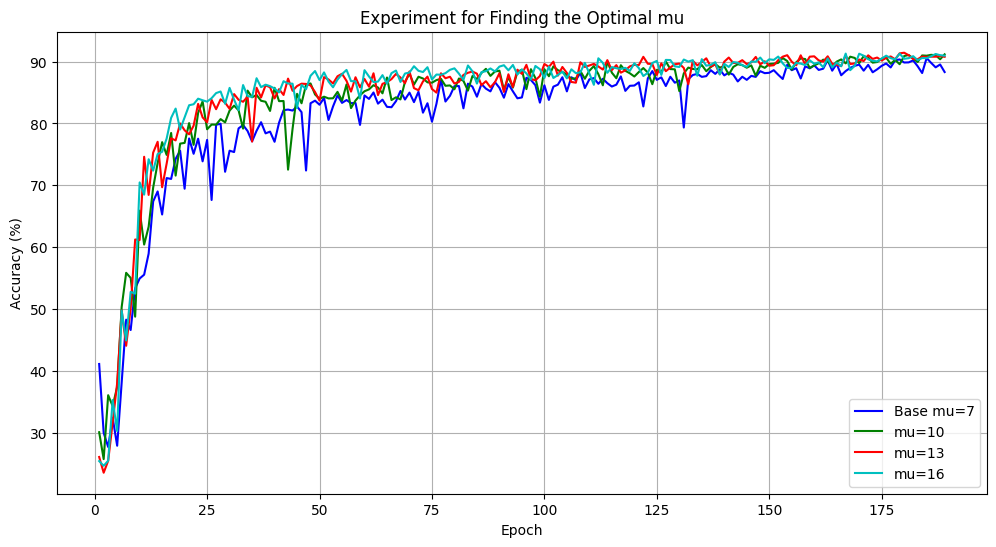 Experiment for Finding the Optimal mu
Accuracy (%)
90
80
70
60
50
40
30
0 25 50 75 100 125 150 175
Epoch
Base mu=7
mu=10
mu=13
mu=16